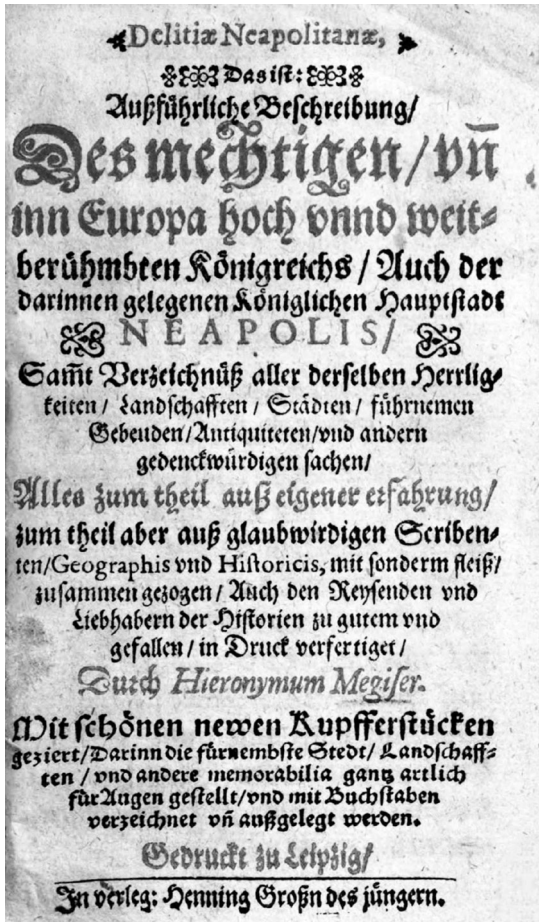 Delitiæ Neapolitanæ,
Das ist:
Außführliche Beschreibung/
Des mechtigen/ vñ
inn Europa hoch vnnd weit-
berühmbten Königreichs/ Auch der
darinnen gelegenen Königlichen Hauptstadt
NEAPOLIS/
Sam̃t Verzeichnüß aller derselben Herrlig-
keiten/ Landschafften/ Städten/ führnemen
Gebeuden/ Antiquiteten/ vnd andern
gedenckwürdigen sachen/
Alles zum theil auß eigener erfahrung/
zum theil aber auß glaubwirdigen Scriben-
ten/ Geographis vnd Historicis, mit sonderm fleiß/
zusammen gezogen/ Auch den Reysenden vnd
Liebhabern der Historien zu gutem vnd
gefallen/ in Druck verfertiget/
Durch Hieronymum Megiser.
Mit schönen newen Kupfferstücken
geziert/ Darinn die fürnembste Stedt/ Landschaff-
ten/ vnd andere memorabilia gantz artlich
für Augen gestellt/ vnd mit Buchstaben
verzeichnet vñ außgelegt werden.
Gedruckt zu Leipzig/
In verleg: Henning Großn des jüngern.